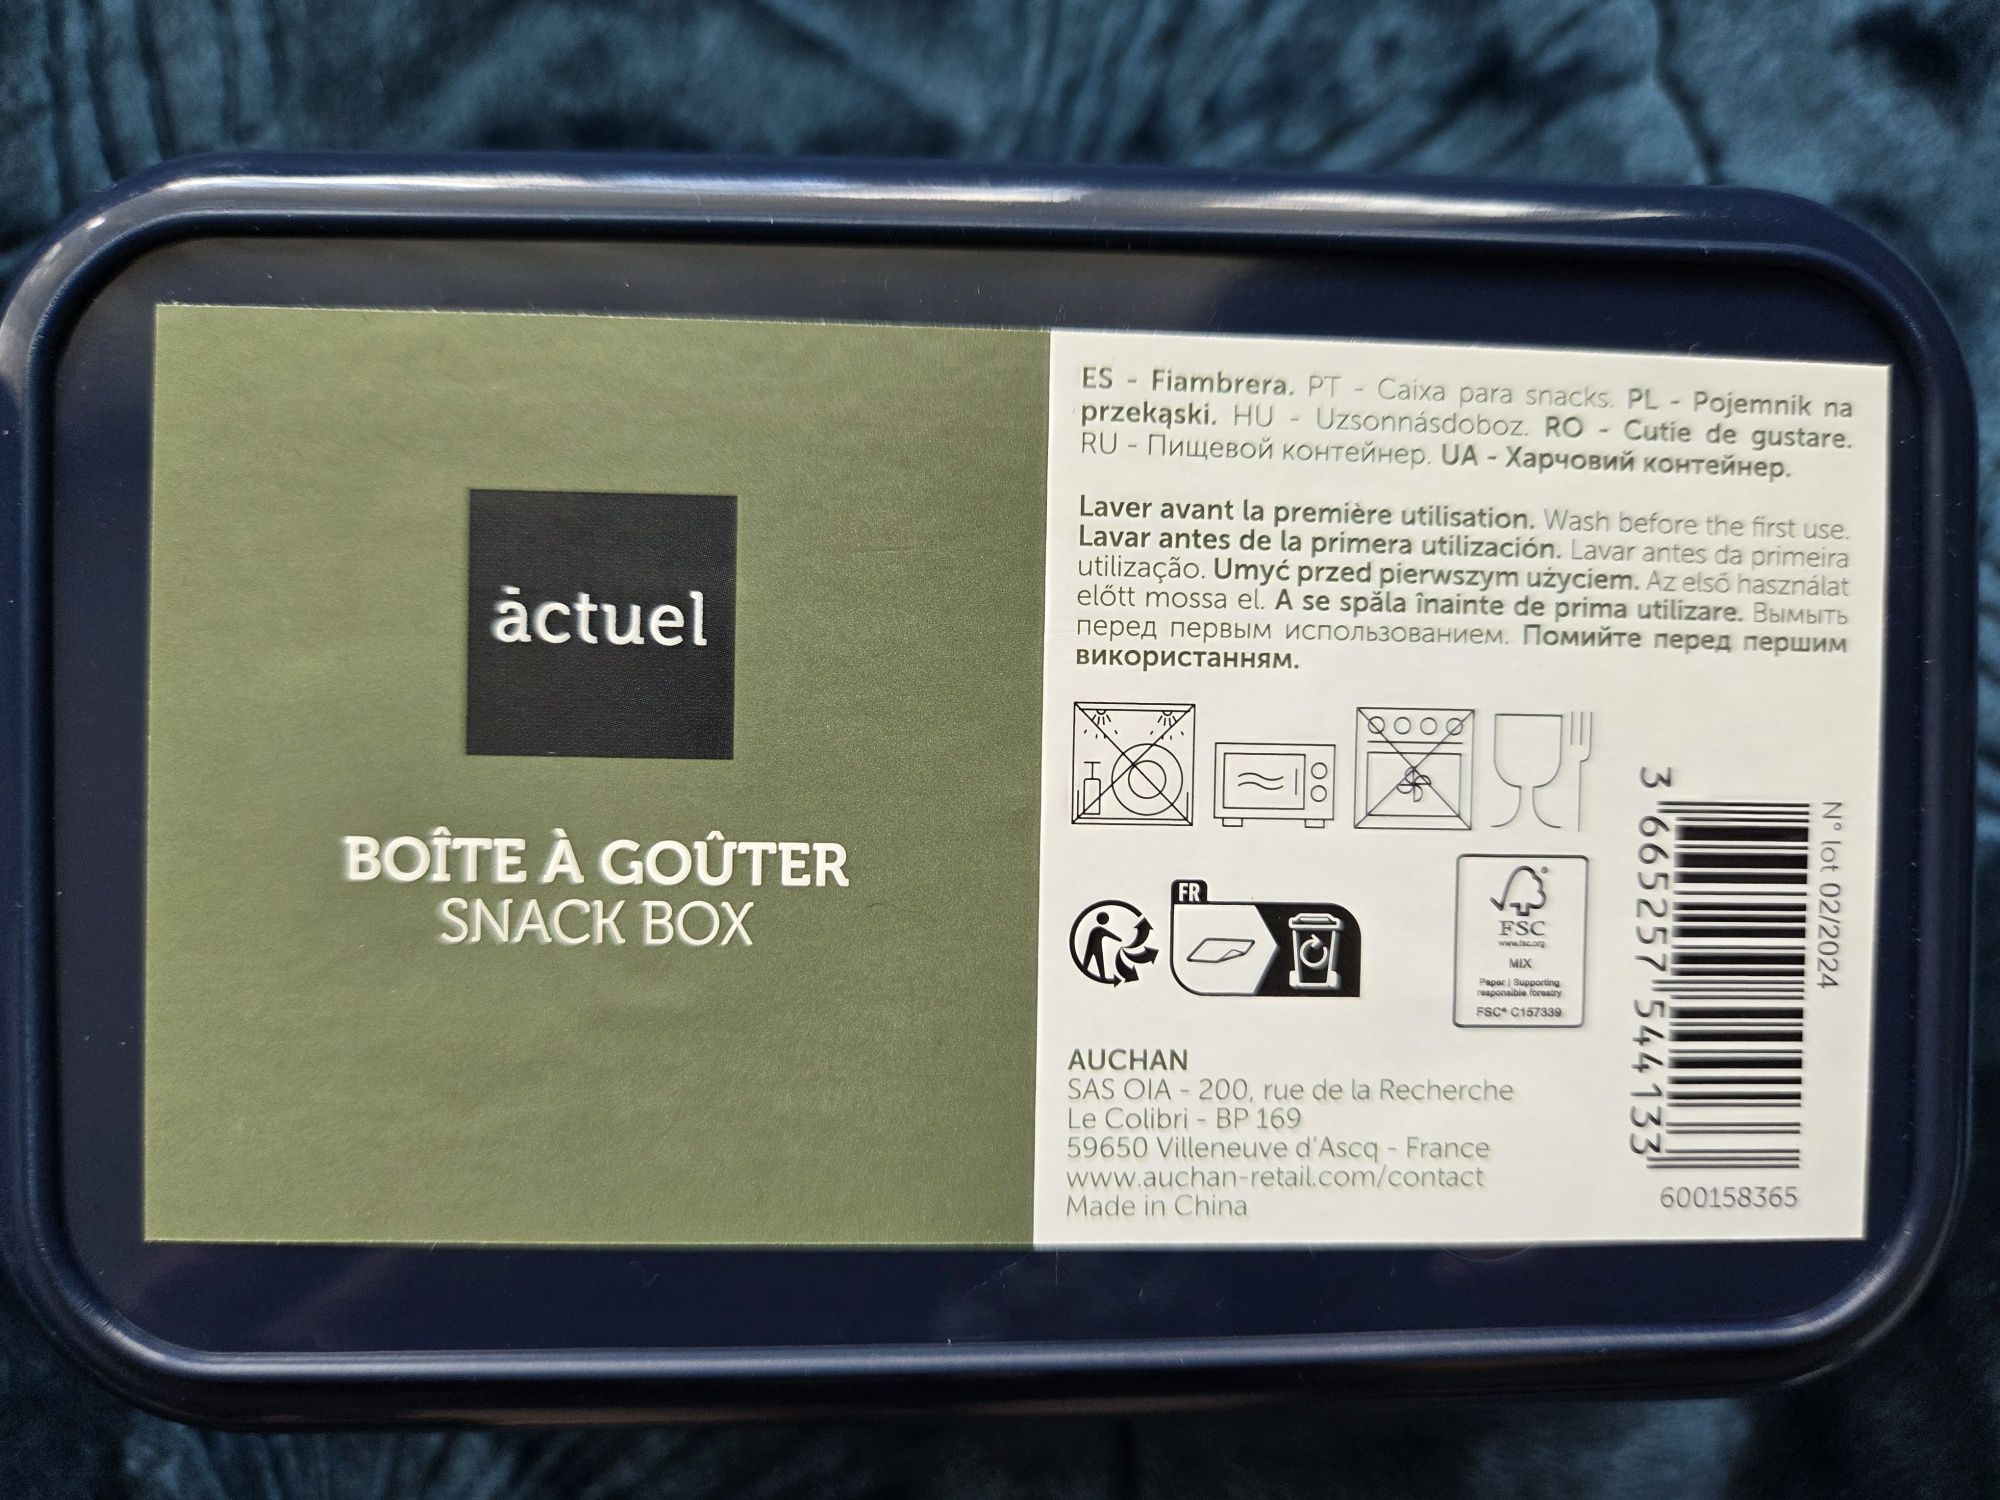 actuel
BOÎTE À GOÛTER
SNACK BOX
ES - Fiambrera. PT - Caixa para snacks. PL - Pojemnik na
przekąski. HU - Uzsonnásdoboz. RO - Cutie de gustare.
RU - Пищевой контейнер. UA - Харчовий контейнер.
Laver avant la première utilisation. Wash before the first use.
Lavar antes de la primera utilización. Lavar antes da primeira
utilização. Umyć przed pierwszym użyciem. Az első használat
előtt mossa el. A se spăla înainte de prima utilizare. Вымыть
перед первым использованием. Помийте перед першим
використанням.
FR
FSC
www.fsc.org
MIX
Paper | Supporting
responsible forestry
FSC® C157339
AUCHAN
SAS OIA - 200, rue de la Recherche
Le Colibri - BP 169
59650 Villeneuve d'Ascq - France
www.auchan-retail.com/contact
Made in China
3 665257 544133
N° lot 02/2024
600158365